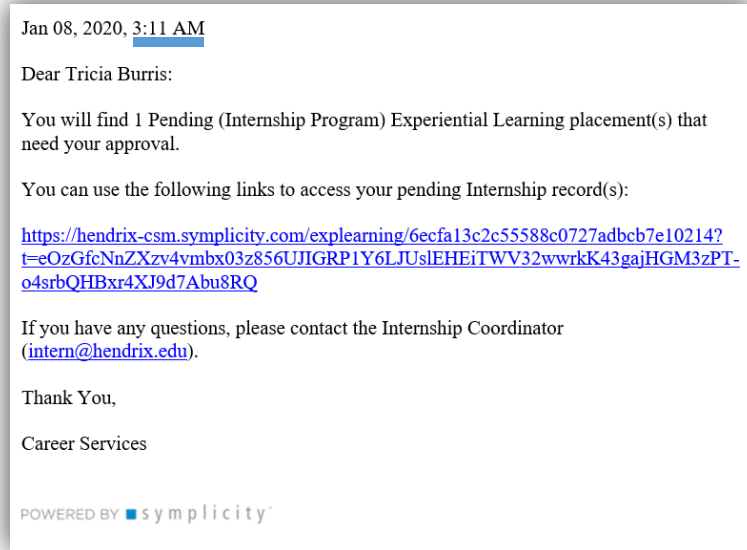 Jan 08, 2020, 3:11 AM
Dear Tricia Burris:
You will find 1 Pending (Internship Program) Experiential Learning placement(s) that
need your approval.
You can use the following links to access your pending Internship record(s):
https://hendrix-csm.symplicity.com/explearning/6ecfa13c2c55588c0727adbcb7e10214?
t=eOzGfcNnZXzv4vmbx03z856UJIGRP1Y6LJUslEHEiTWV32wwrkK43gajHGM3zPT-
o4srbQHBxr4XJ9d7Abu8RQ
If you have any questions, please contact the Internship Coordinator
(intern@hendrix.edu).
Thank You,
Career Services
POWERED BY symplicity